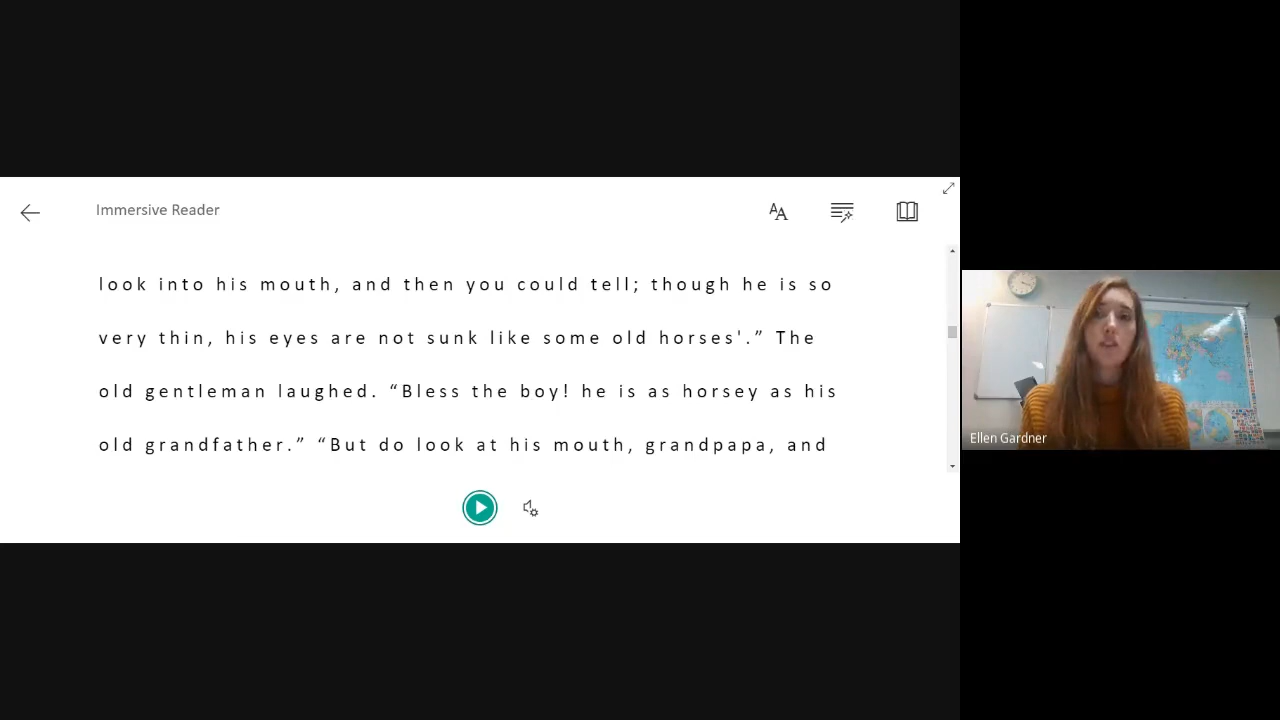 Immersive Reader
look into his mouth, and then you could tell; though he is so
very thin, his eyes are not sunk like some old horses'.” The
old gentleman laughed. “Bless the boy! he is as horsey as his
old grandfather.” “But do look at his mouth, grandpapa, and
Ellen Gardner